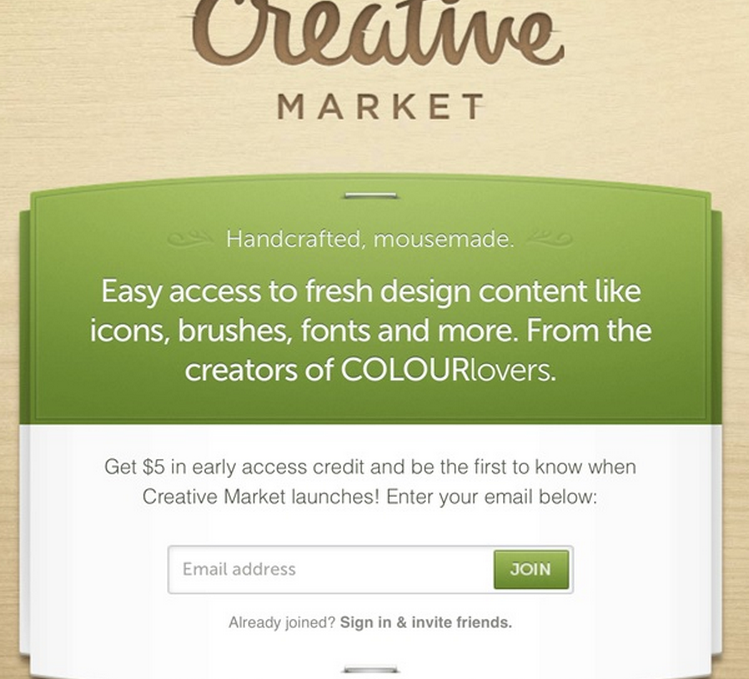 Creative
MARKET
Handcrafted, mousemade.
Easy access to fresh design content like
icons, brushes, fonts and more. From the
creators of COLOURlovers.
Get $5 in early access credit and be the first to know when
Creative Market launches! Enter your email below:
Email address JOIN
Already joined? Sign in & invite friends.